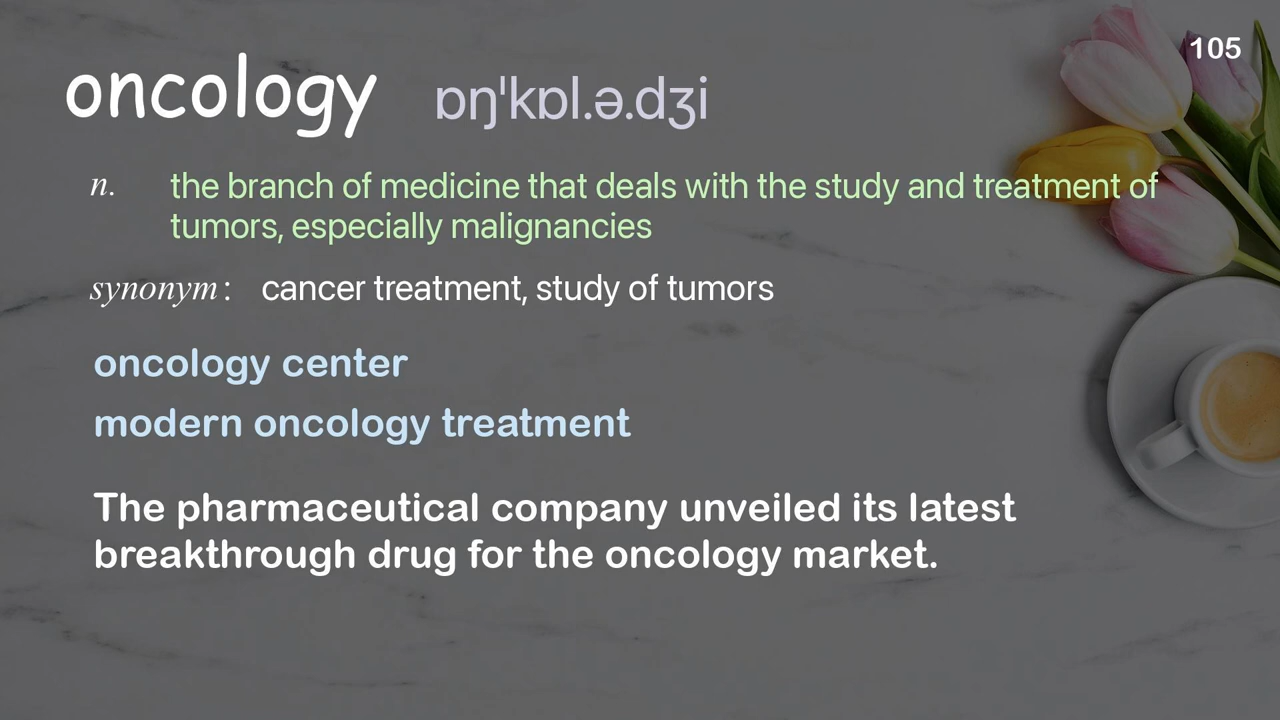 105
oncology ɒŋˈkɒl.ə.dʒi
n. the branch of medicine that deals with the study and treatment of
tumors, especially malignancies
synonym: cancer treatment, study of tumors
oncology center
modern oncology treatment
The pharmaceutical company unveiled its latest
breakthrough drug for the oncology market.